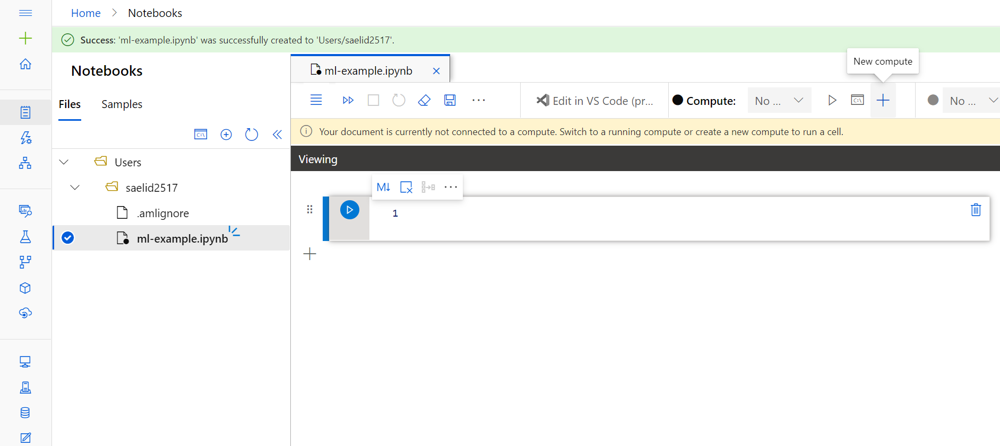 Home > Notebooks
Success: 'ml-example.ipynb' was successfully created to 'Users/saelid2517'.
Notebooks
Files
Samples
Users
saelid2517
.amlignore
ml-example.ipynb
ml-example.ipynb
New compute
Edit in VS Code (pr...
Compute:
No ...
No ...
Your document is currently not connected to a compute. Switch to a running compute or create a new compute to run a cell.
Viewing
M↓
1